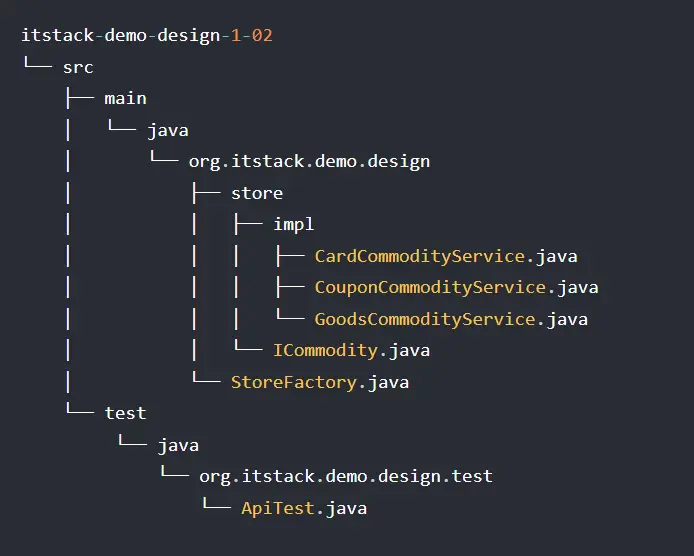 itstack-demo-design-1-02
└── src
    ├── main
    │   └── java
    │       └── org.itstack.demo.design
    │           ├── store
    │           │   ├── impl
    │           │   │   ├── CardCommodityService.java
    │           │   │   ├── CouponCommodityService.java
    │           │   │   └── GoodsCommodityService.java
    │           │   └── ICommodity.java
    │           └── StoreFactory.java
    └── test
         └── java
             └── org.itstack.demo.design.test
                 └── ApiTest.java